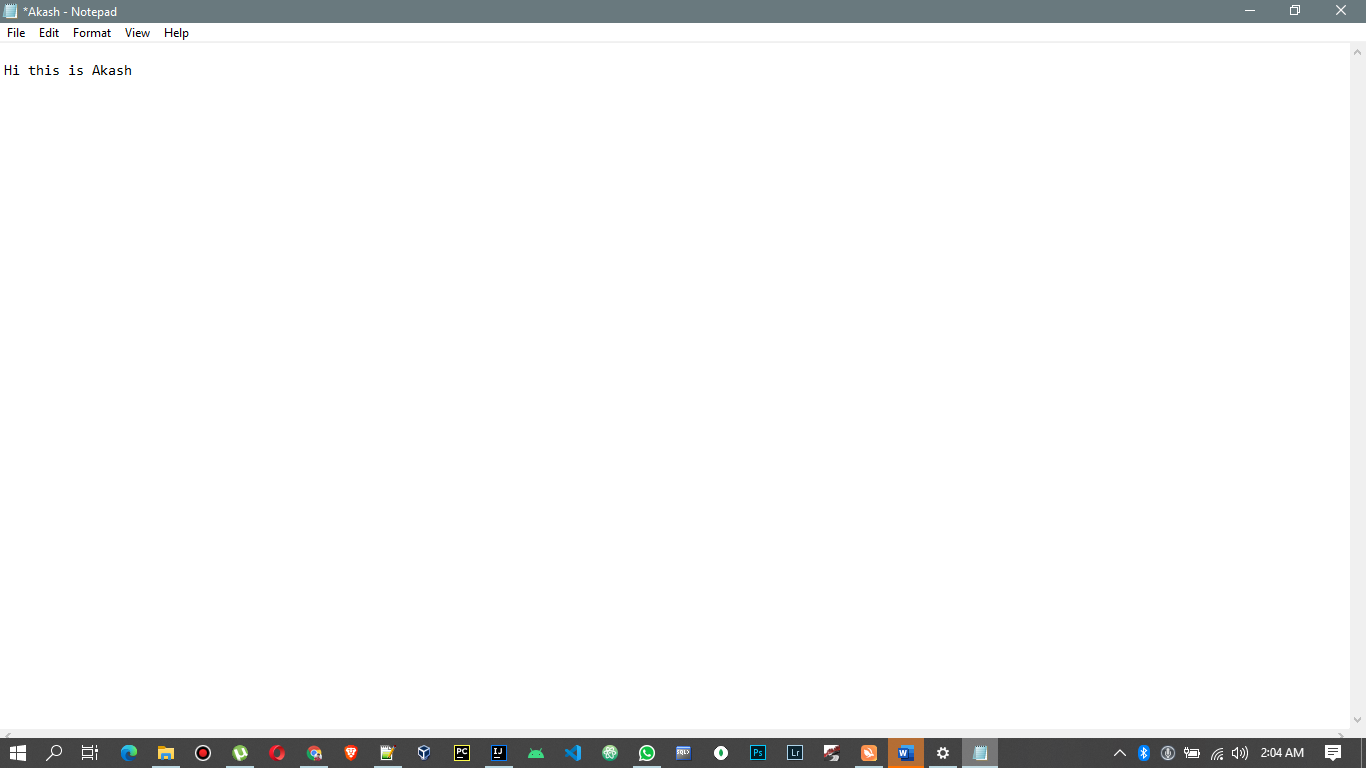 *Akash - Notepad
File Edit Format View Help
Hi this is Akash
PC IJ Ps Lr W 2:04 AM